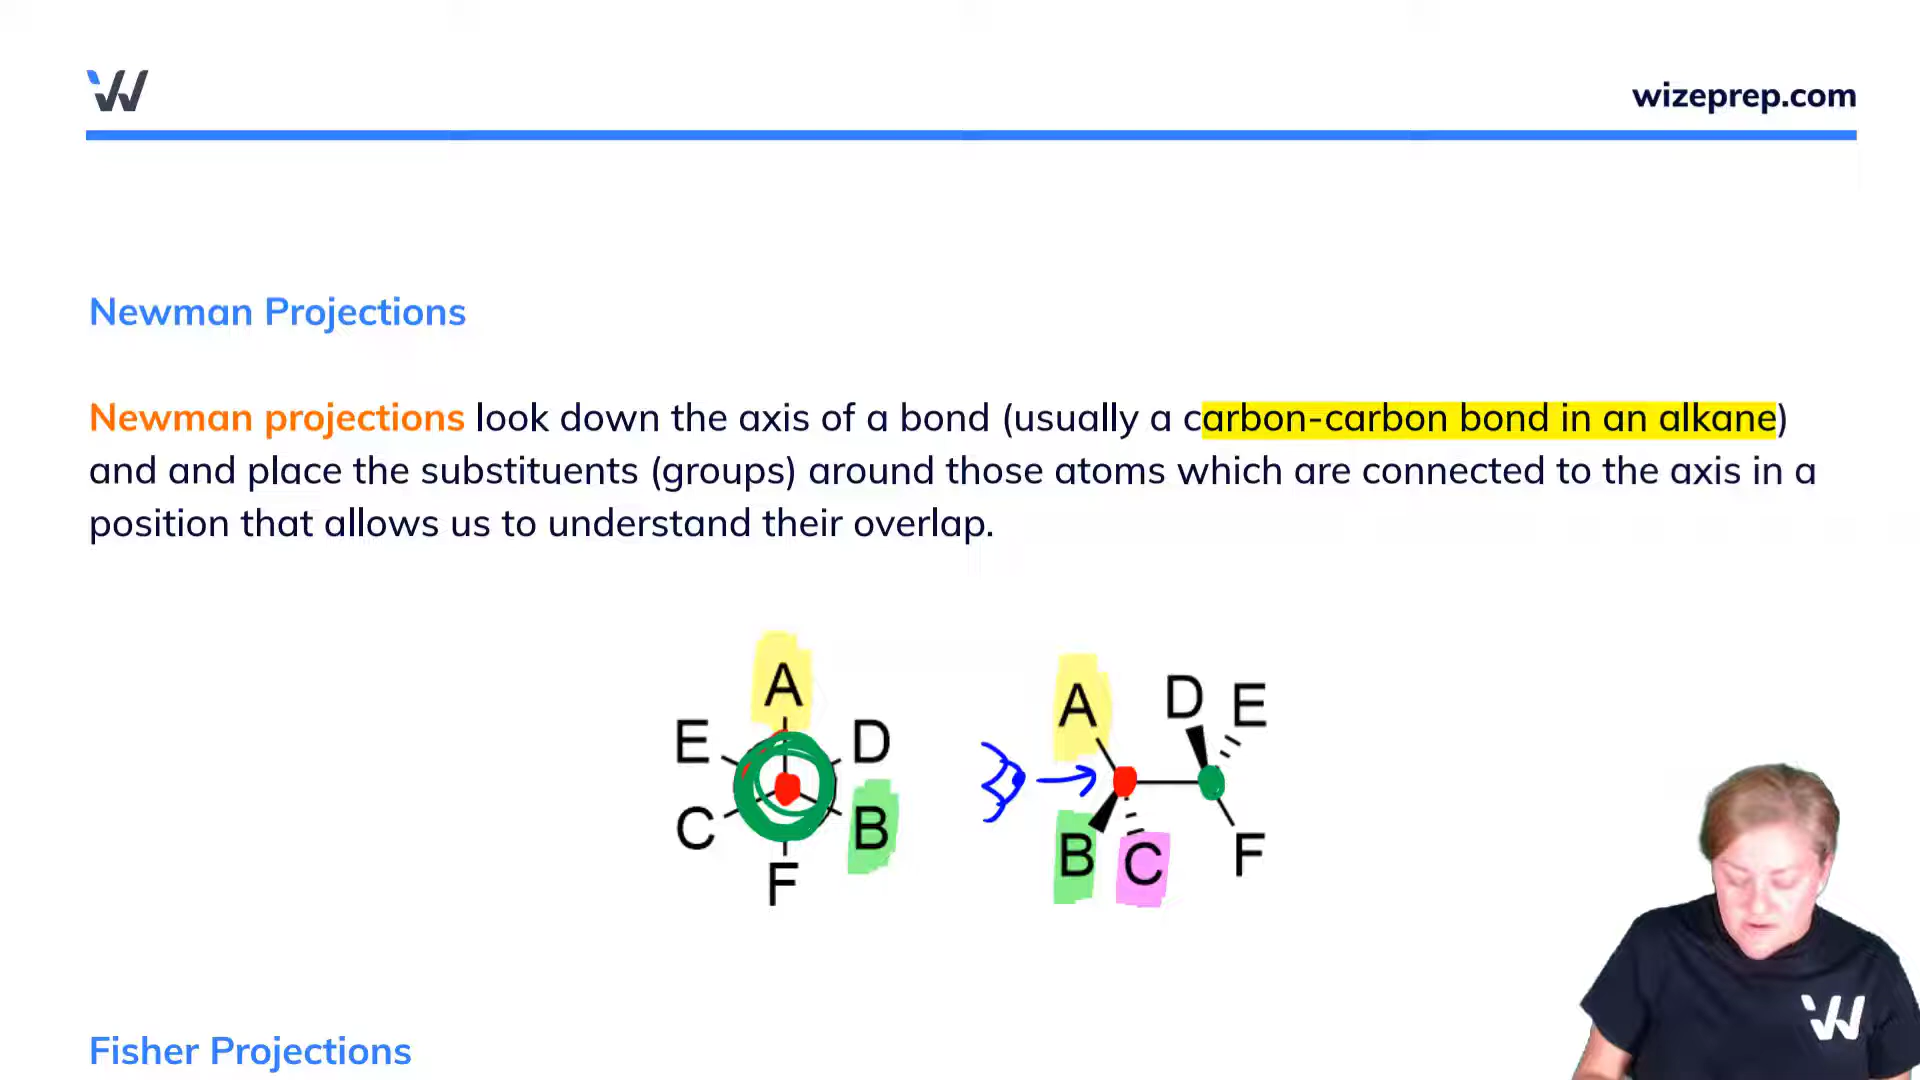 wizeprep.com
Newman Projections
Newman projections look down the axis of a bond (usually a carbon-carbon bond in an alkane)
and and place the substituents (groups) around those atoms which are connected to the axis in a
position that allows us to understand their overlap.
A
E D
C B
F
A D E
B C F
Fisher Projections